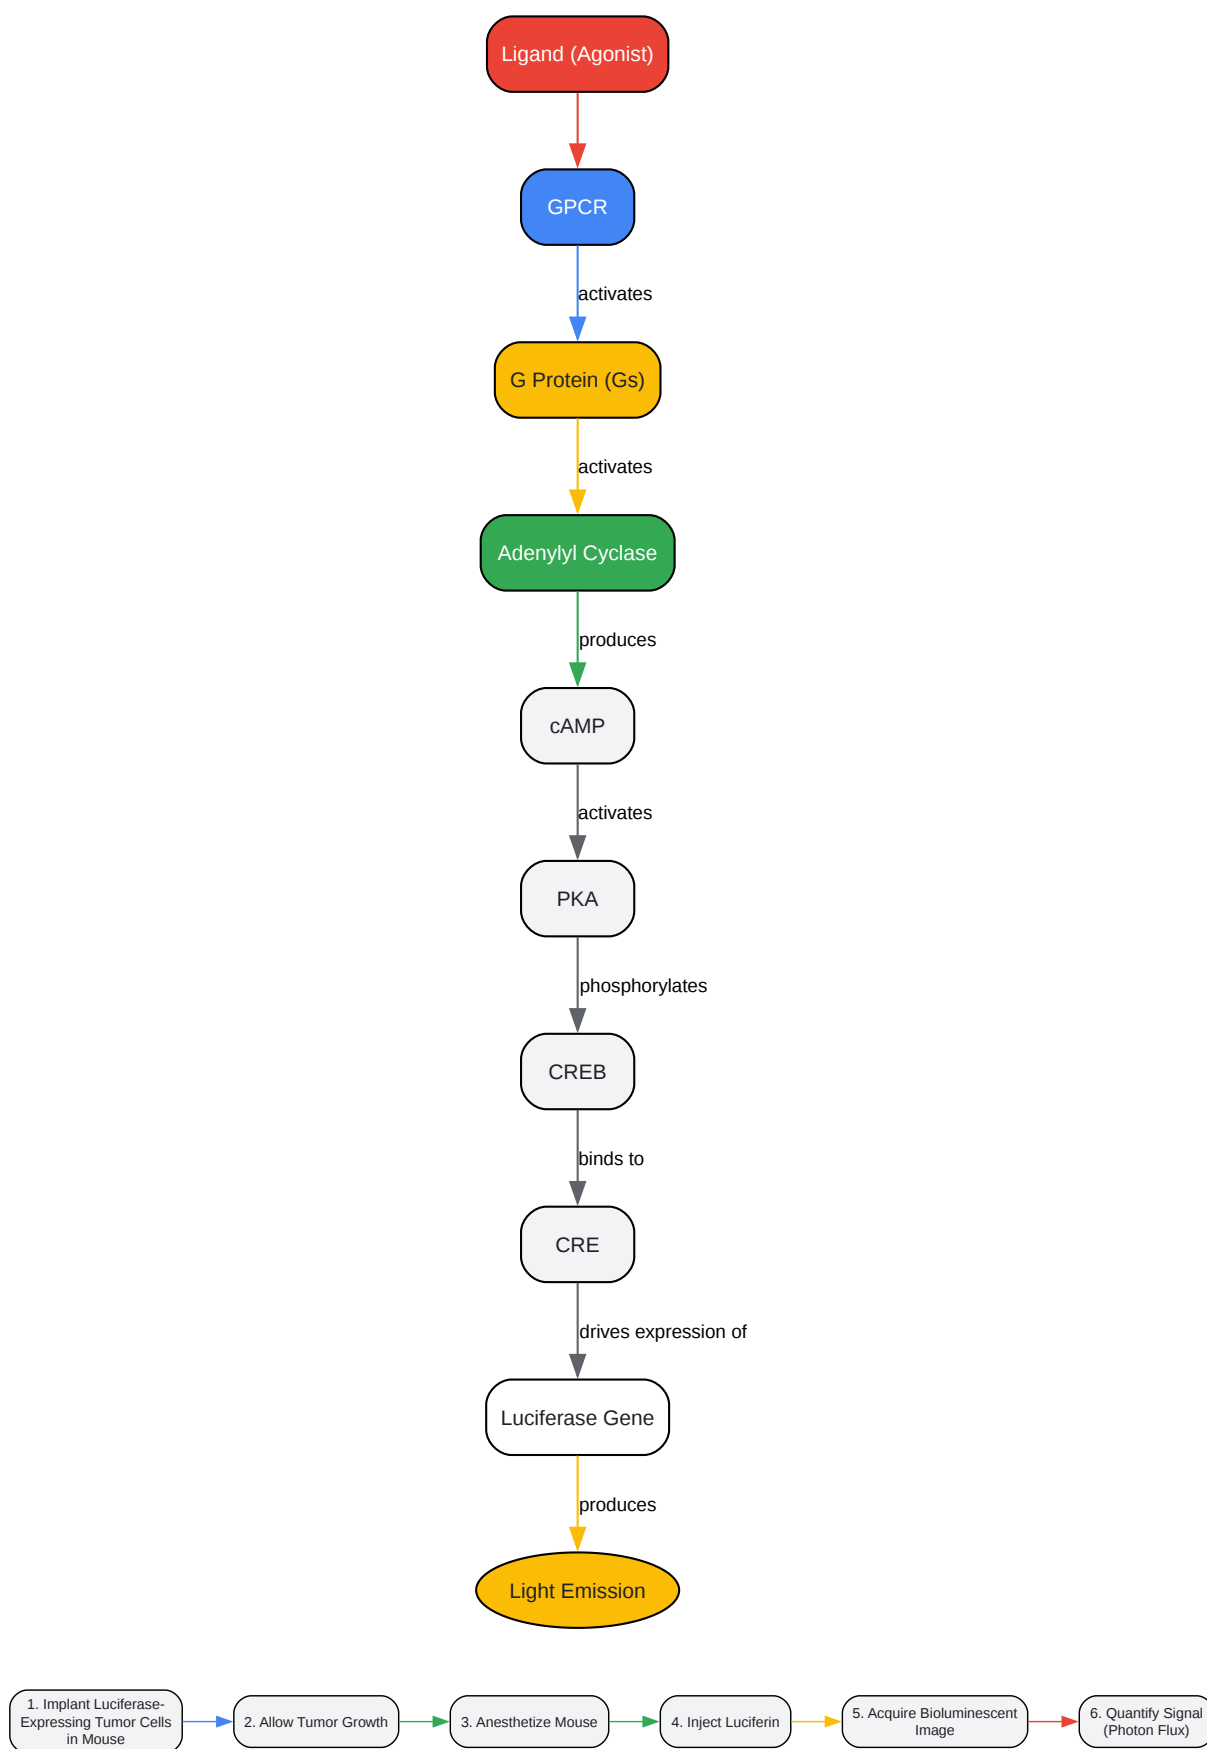 Ligand (Agonist)
GPCR
activates
G Protein (Gs)
activates
Adenylyl Cyclase
produces
cAMP
activates
PKA
phosphorylates
CREB
binds to
CRE
drives expression of
Luciferase Gene
produces
Light Emission
1. Implant Luciferase-
Expressing Tumor Cells
in Mouse
2. Allow Tumor Growth
3. Anesthetize Mouse
4. Inject Luciferin
5. Acquire Bioluminescent
Image
6. Quantify Signal
(Photon Flux)